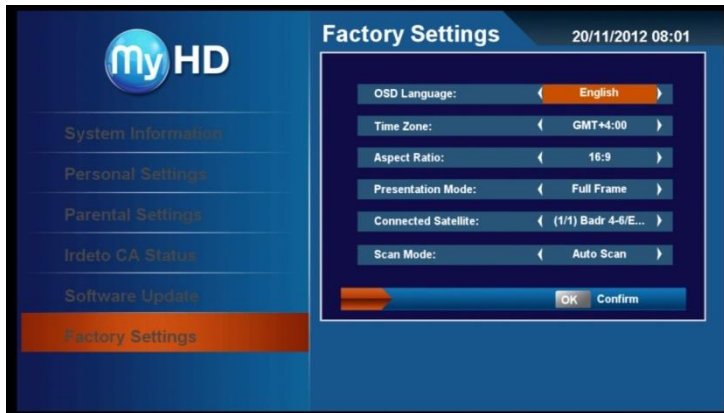 My HD
Factory Settings
20/11/2012 08:01
System Information
Personal Settings
Parental Settings
Irdeto CA Status
Software Update
Factory Settings
OSD Language: English
Time Zone: GMT+4:00
Aspect Ratio: 16:9
Presentation Mode: Full Frame
Connected Satellite: (1/1) Badr 4-6/E...
Scan Mode: Auto Scan
OK Confirm